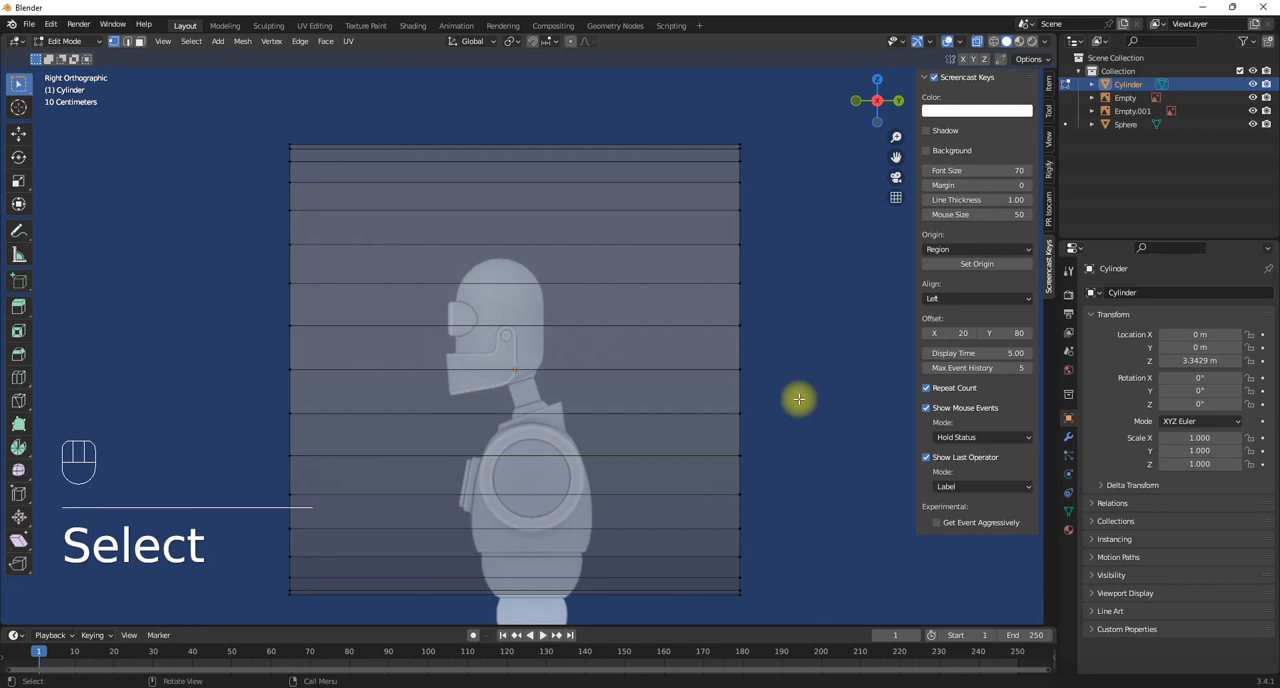 Blender
File Edit Render Window Help Layout Modeling Sculpting UV Editing Texture Paint Shading Animation Rendering Compositing Geometry Nodes Scripting + Scene ViewLayer
Edit Mode View Select Add Mesh Vertex Edge Face UV Global
X Y Z Options
Right Orthographic
(1) Cylinder
10 Centimeters
Z
X
Y
Select
Screencast Keys
Color:
Shadow
Background
Font Size 70
Margin 0
Line Thickness 1.00
Mouse Size 50
Origin:
Region
Set Origin
Align:
Left
Offset:
X 20 Y 80
Display Time 5.00
Max Event History 5
Repeat Count
Show Mouse Events
Mode:
Hold Status
Show Last Operator
Mode:
Label
Experimental:
Get Event Aggressively
Item
Tool
View
Rigify
PR Isocam
Screencast Keys
Scene Collection
Collection
Cylinder
Empty
Empty.001
Sphere
Cylinder
Cylinder
Transform
Location X 0 m
Y 0 m
Z 3.3429 m
Rotation X 0°
Y 0°
Z 0°
Mode XYZ Euler
Scale X 1.000
Y 1.000
Z 1.000
Delta Transform
Relations
Collections
Instancing
Motion Paths
Visibility
Viewport Display
Line Art
Custom Properties
Playback Keying View Marker 1 Start 1 End 250
1 10 20 30 40 50 60 70 80 90 100 110 120 130 140 150 160 170 180 190 200 210 220 230 240 250
Select Rotate View Call Menu 3.4.1